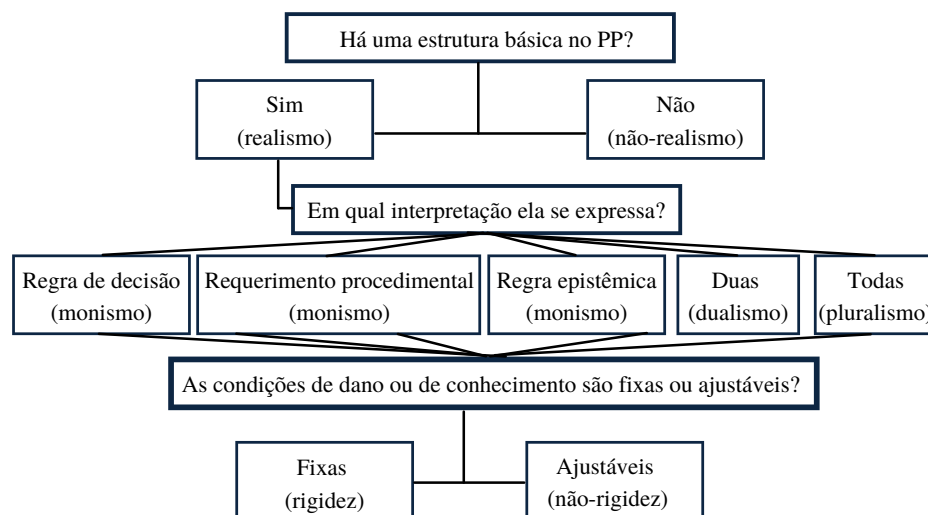 Há uma estrutura básica no PP?
Sim
(realismo)
Não
(não-realismo)
Em qual interpretação ela se expressa?
Regra de decisão
(monismo)
Requerimento procedimental
(monismo)
Regra epistêmica
(monismo)
Duas
(dualismo)
Todas
(pluralismo)
As condições de dano ou de conhecimento são fixas ou ajustáveis?
Fixas
(rigidez)
Ajustáveis
(não-rigidez)